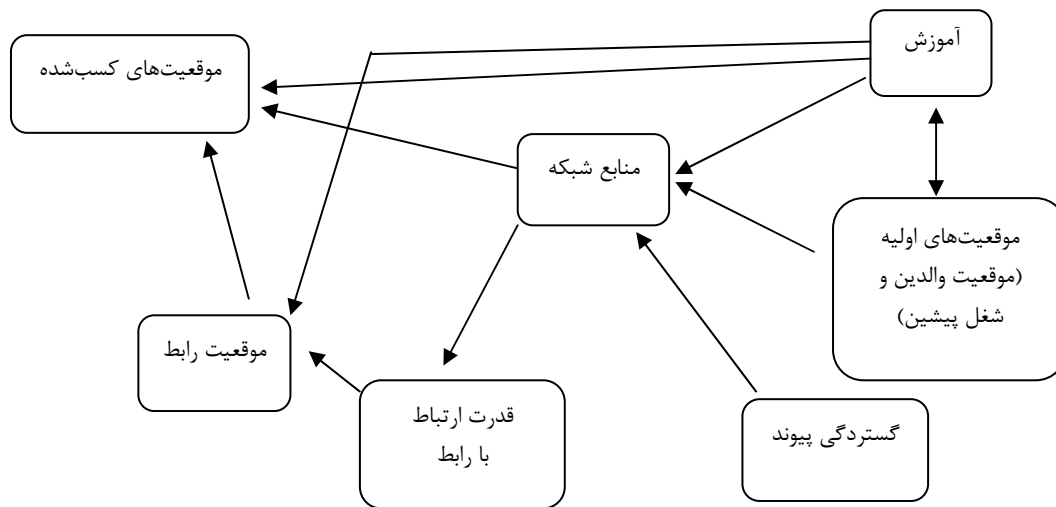 آموزش
موقعیت‌های کسب‌شده
منابع شبکه
موقعیت‌های اولیه
(موقعیت والدین و
شغل پیشین)
موقعیت رابط
قدرت ارتباط
با رابط
گستردگی پیوند